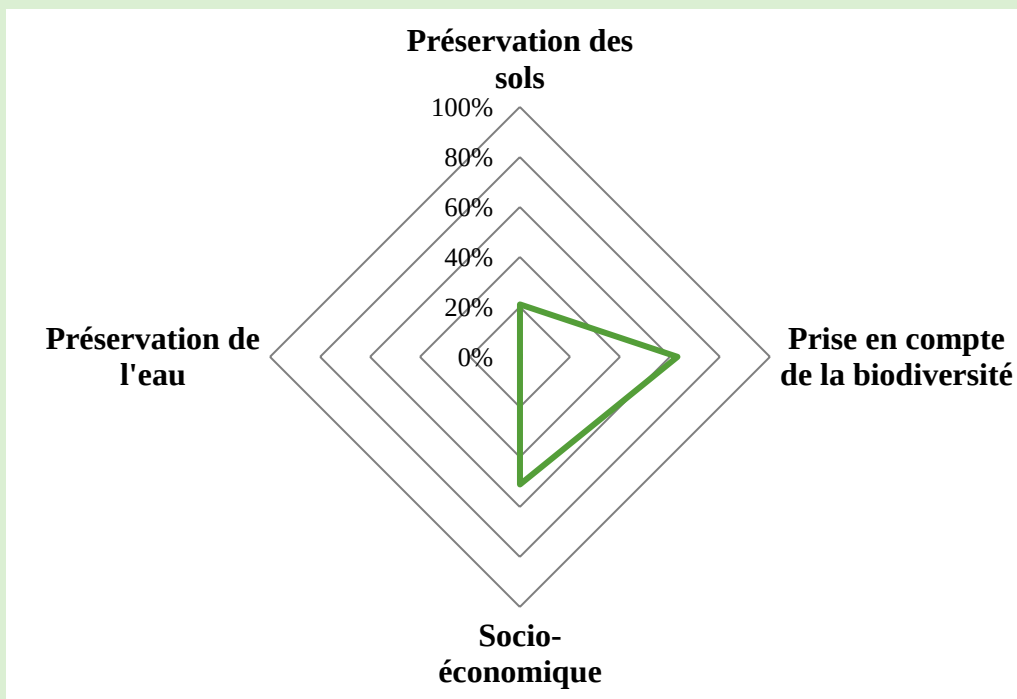 Préservation des
sols
100%
80%
60%
40%
20%
0%
Préservation de
l'eau
Prise en compte
de la biodiversité
Socio-
économique